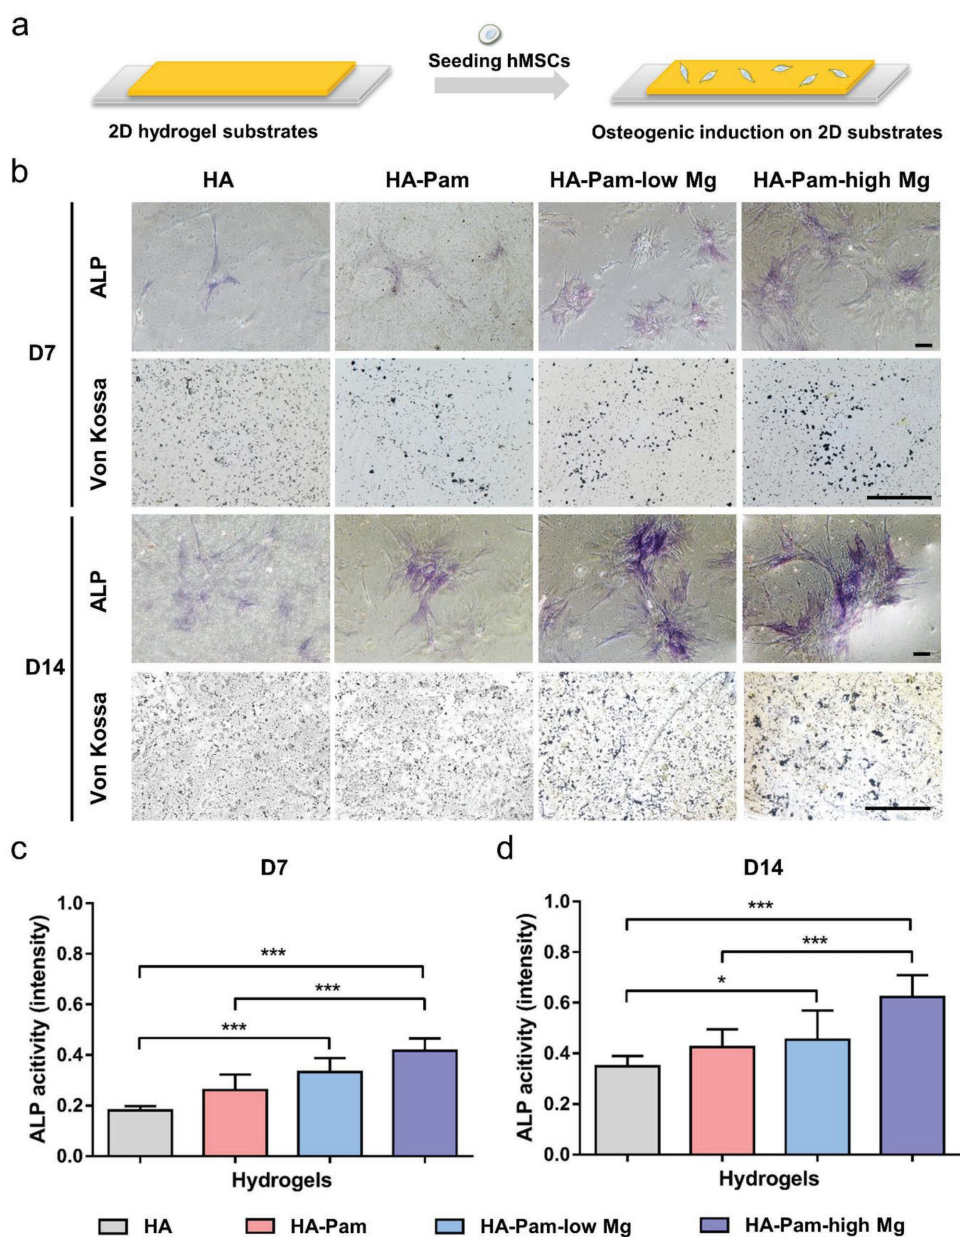 a
Seeding hMSCs
2D hydrogel substrates
Osteogenic induction on 2D substrates
b
HA HA-Pam HA-Pam-low Mg HA-Pam-high Mg
D7
ALP
Von Kossa
D14
ALP
Von Kossa
c
D7
ALP acitivity (intensity)
1.0
0.8
0.6
0.4
0.2
0.0
***
***
***
Hydrogels
d
D14
ALP acitivity (intensity)
1.0
0.8
0.6
0.4
0.2
0.0
***
***
*
Hydrogels
HA HA-Pam HA-Pam-low Mg HA-Pam-high Mg